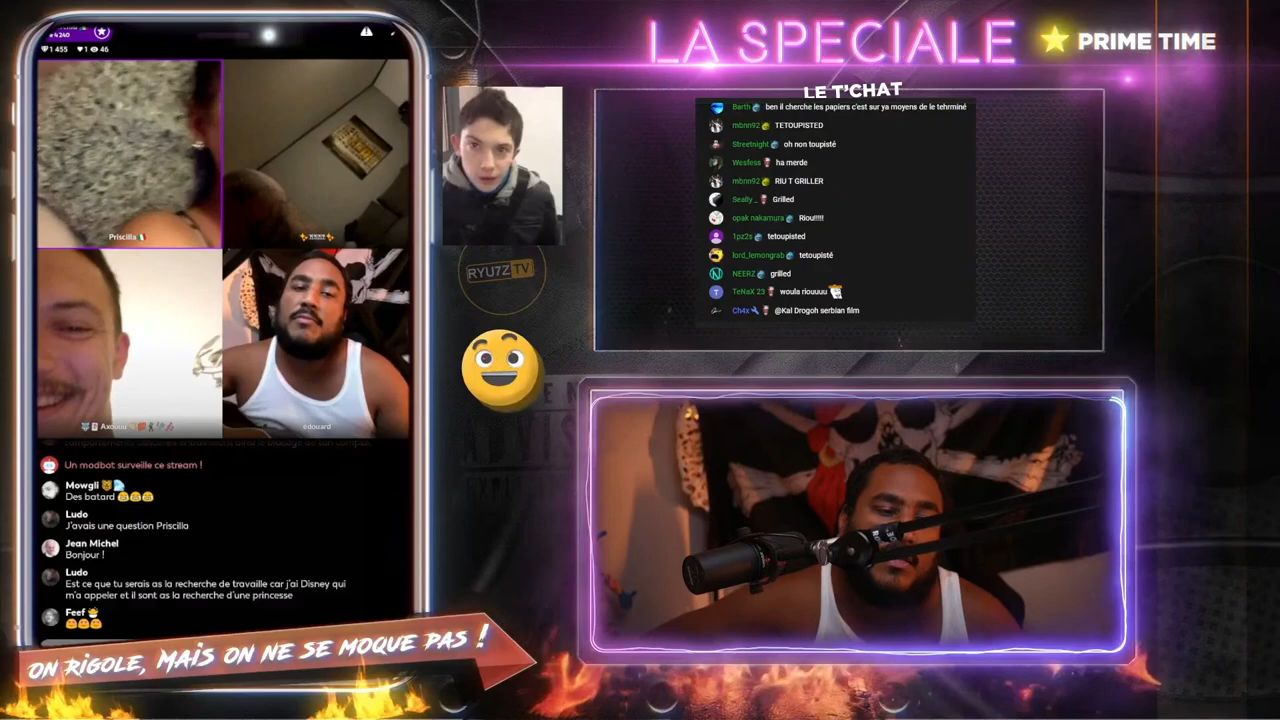 LA SPECIALE
PRIME TIME
4 240
1 455 1 46
Priscilla
Axouuu
edouard
Un modbot surveille ce stream !
Mowgli
Des batard
Ludo
J'avais une question Priscilla
Jean Michel
Bonjour !
Ludo
Est ce que tu serais as la recherche de travaille car j'ai Disney qui
m'a appeler et il sont as la recherche d'une princesse
Feef
ON RIGOLE, MAIS ON NE SE MOQUE PAS !
RYU7Z TV
LE T'CHAT
Barth ben il cherche les papiers c'est sur ya moyens de le tehrminé
mbnn92 TETOUPISTED
Streetnight oh non toupisté
Wesfess ha merde
mbnn92 RIU T GRILLER
Seally_ Grilled
opak nakamura Riou!!!!!
1pz2s tetoupisted
lord_lemongrab tetoupisté
NEERZ grilled
TeNaX 23 woula riouuuu
Ch4x @Kal Drogoh serbian film